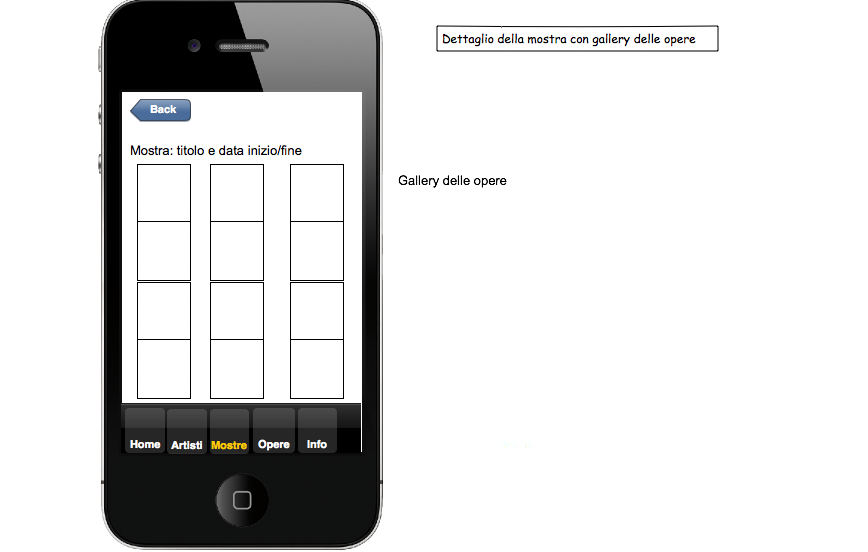 Dettaglio della mostra con gallery delle opere
Back
Mostra: titolo e data inizio/fine
Gallery delle opere
Home Artisti Mostre Opere Info